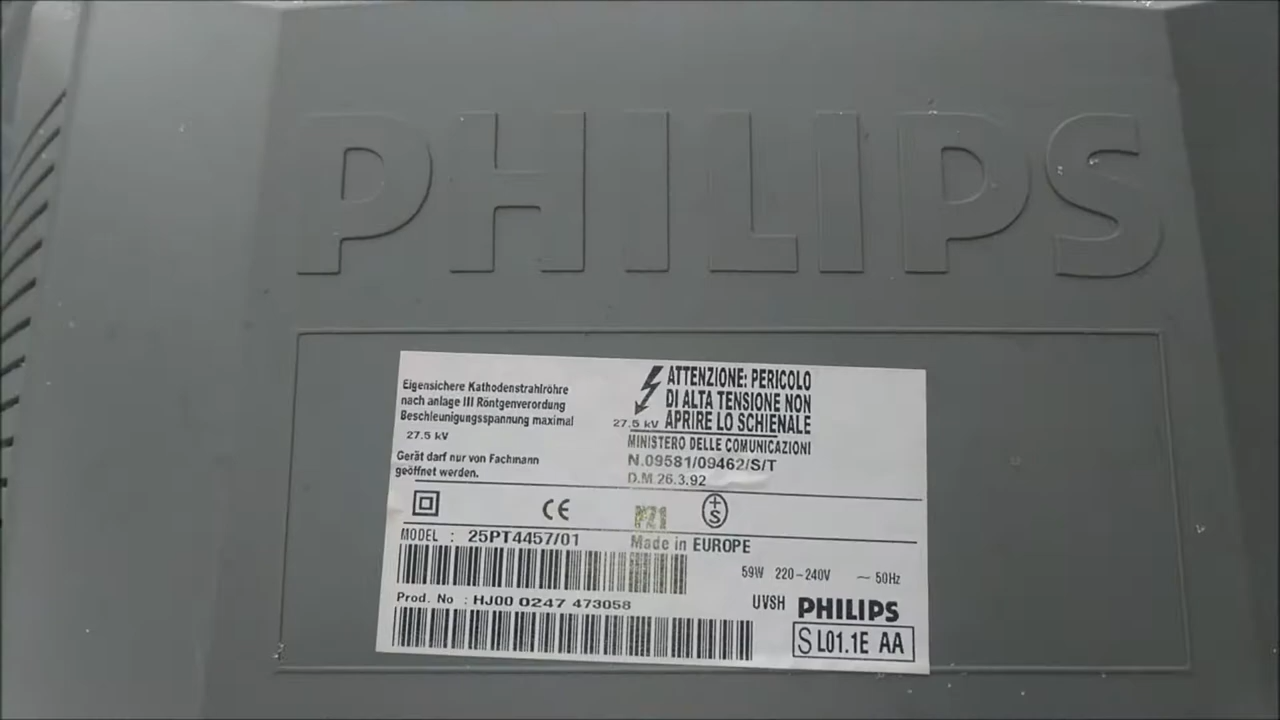 PHILIPS
Eigensichere Kathodenstrahlröhre
nach anlage III Röntgenverordung
Beschleunigungsspannung maximal
27.5 kV
Gerät darf nur von Fachmann
geöffnet werden.
ATTENZIONE: PERICOLO
DI ALTA TENSIONE NON
27.5 kV APRIRE LO SCHIENALE
MINISTERO DELLE COMUNICAZIONI
N.09581/09462/S/T
D.M.26.3.92
CE
S
MODEL : 25PT4457/01
Made in EUROPE
59W 220-240V ~ 50Hz
Prod. No : HJ00 0247 473058
UVSH PHILIPS
S L01.1E AA